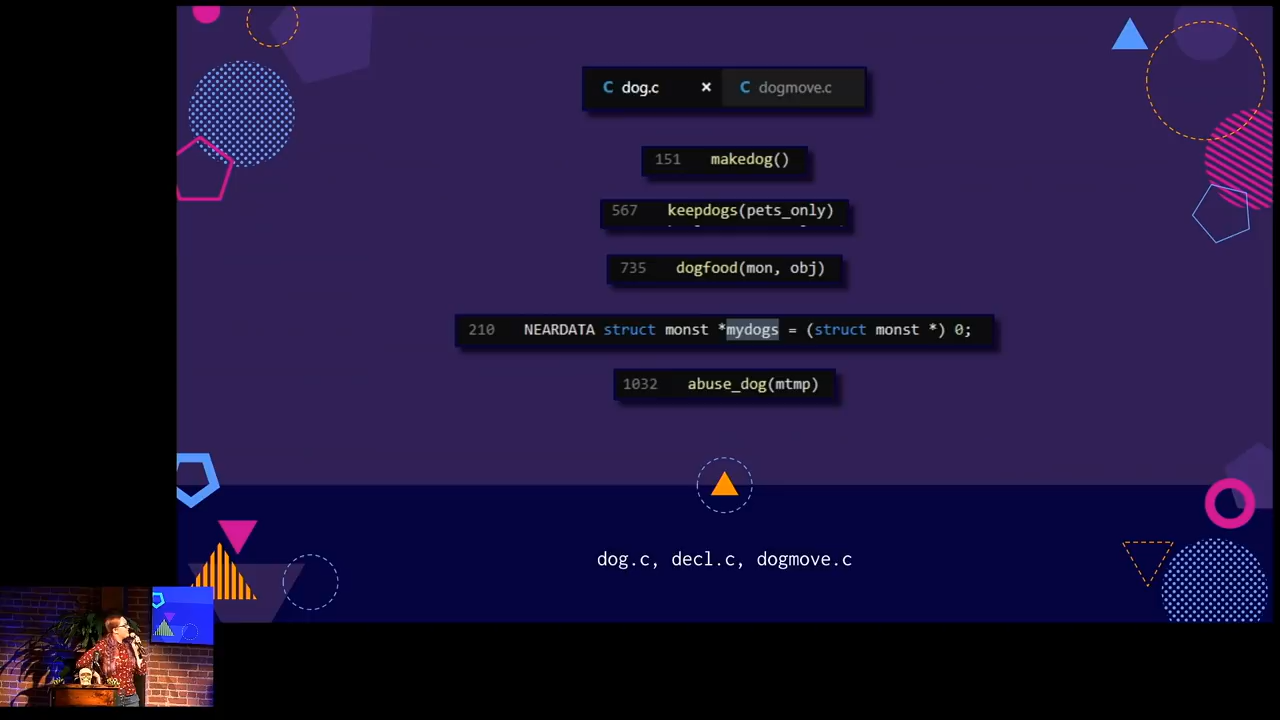 C dog.c × C dogmove.c
151 makedog()
567 keepdogs(pets_only)
735 dogfood(mon, obj)
210 NEARDATA struct monst *mydogs = (struct monst *) 0;
1032 abuse_dog(mtmp)
dog.c, decl.c, dogmove.c